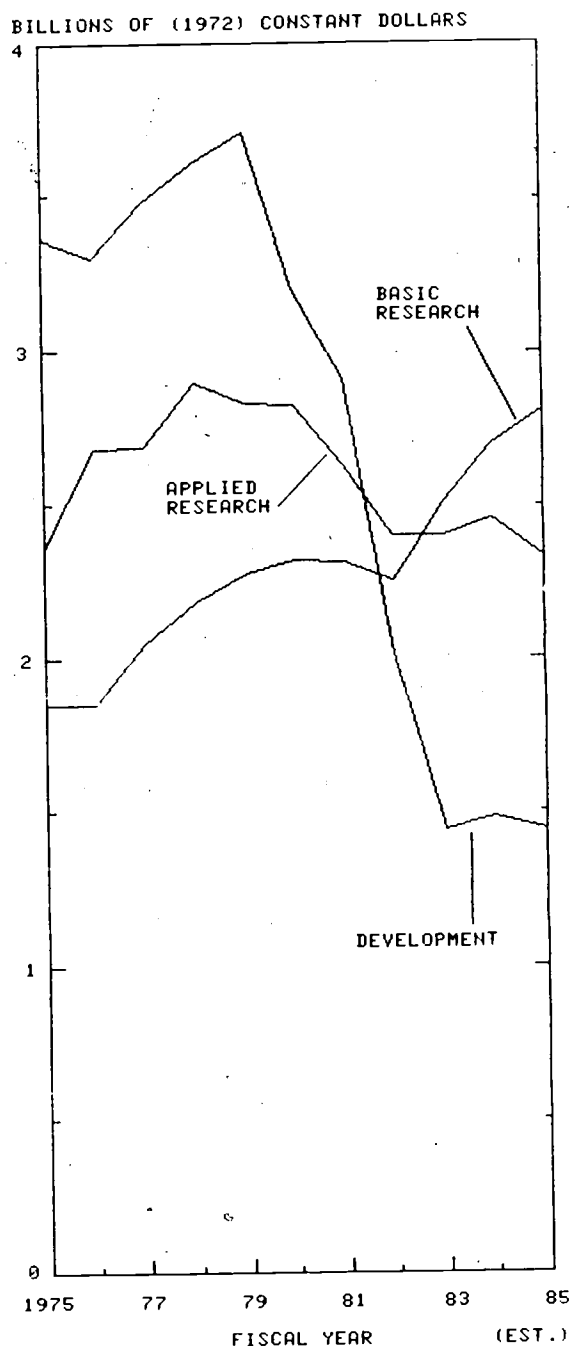 BILLIONS OF (1972) CONSTANT DOLLARS
4
BASIC
RESEARCH
3
APPLIED
RESEARCH
2
DEVELOPMENT
1
0
1975 77 79 81 83 85
FISCAL YEAR (EST.)